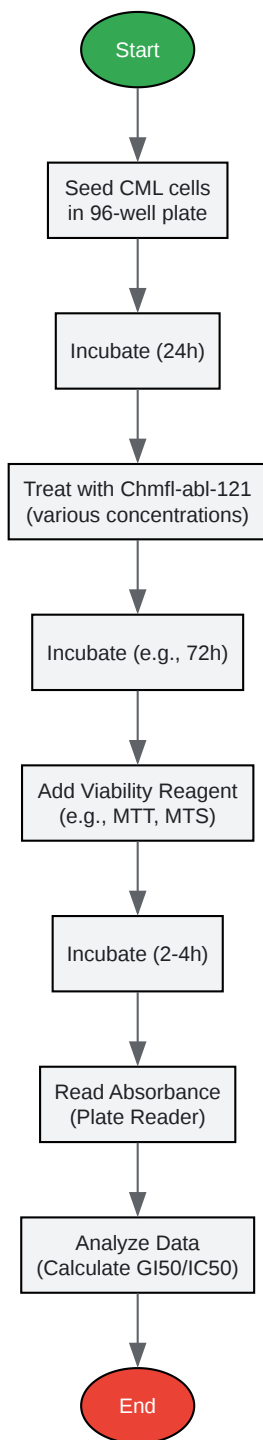 Start
Seed CML cells
in 96-well plate
Incubate (24h)
Treat with Chmfl-abl-121
(various concentrations)
Incubate (e.g., 72h)
Add Viability Reagent
(e.g., MTT, MTS)
Incubate (2-4h)
Read Absorbance
(Plate Reader)
Analyze Data
(Calculate GI50/IC50)
End